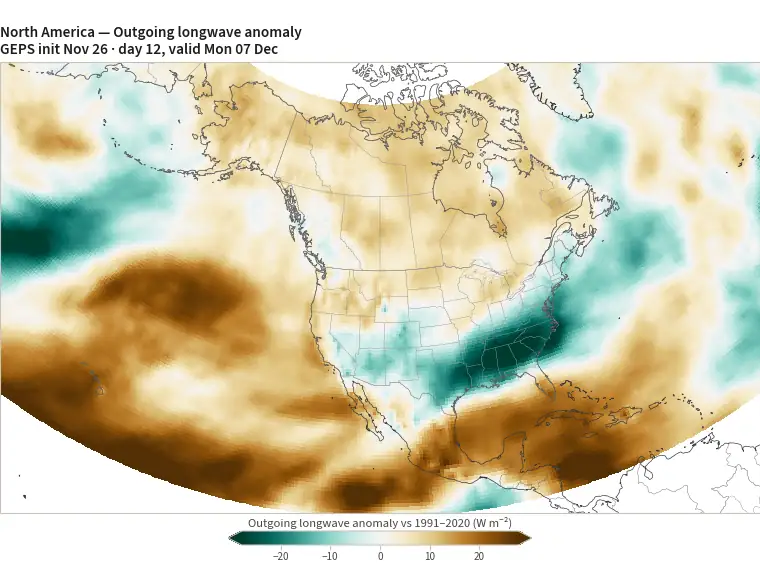 North America — Outgoing longwave anomaly
GEPS init Nov 26 · day 12, valid Mon 07 Dec
Outgoing longwave anomaly vs 1991–2020 (W m⁻²)
−20 −10 0 10 20